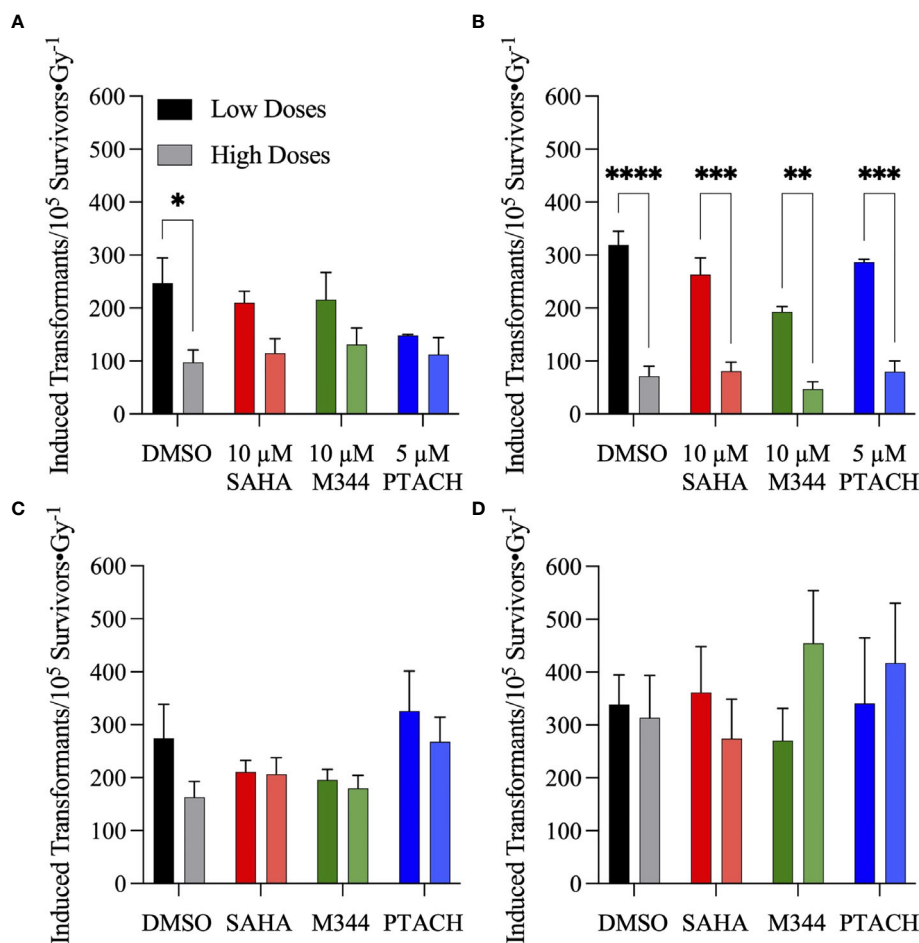 A
Induced Transformants/10⁵ Survivors•Gy⁻¹
600
500
400
300
200
100
0
Low Doses
High Doses
*
DMSO
10 µM
SAHA
10 µM
M344
5 µM
PTACH
B
Induced Transformants/10⁵ Survivors•Gy⁻¹
600
500
400
300
200
100
0
****
***
**
***
DMSO
10 µM
SAHA
10 µM
M344
5 µM
PTACH
C
Induced Transformants/10⁵ Survivors•Gy⁻¹
600
500
400
300
200
100
0
DMSO
SAHA
M344
PTACH
D
Induced Transformants/10⁵ Survivors•Gy⁻¹
600
500
400
300
200
100
0
DMSO
SAHA
M344
PTACH